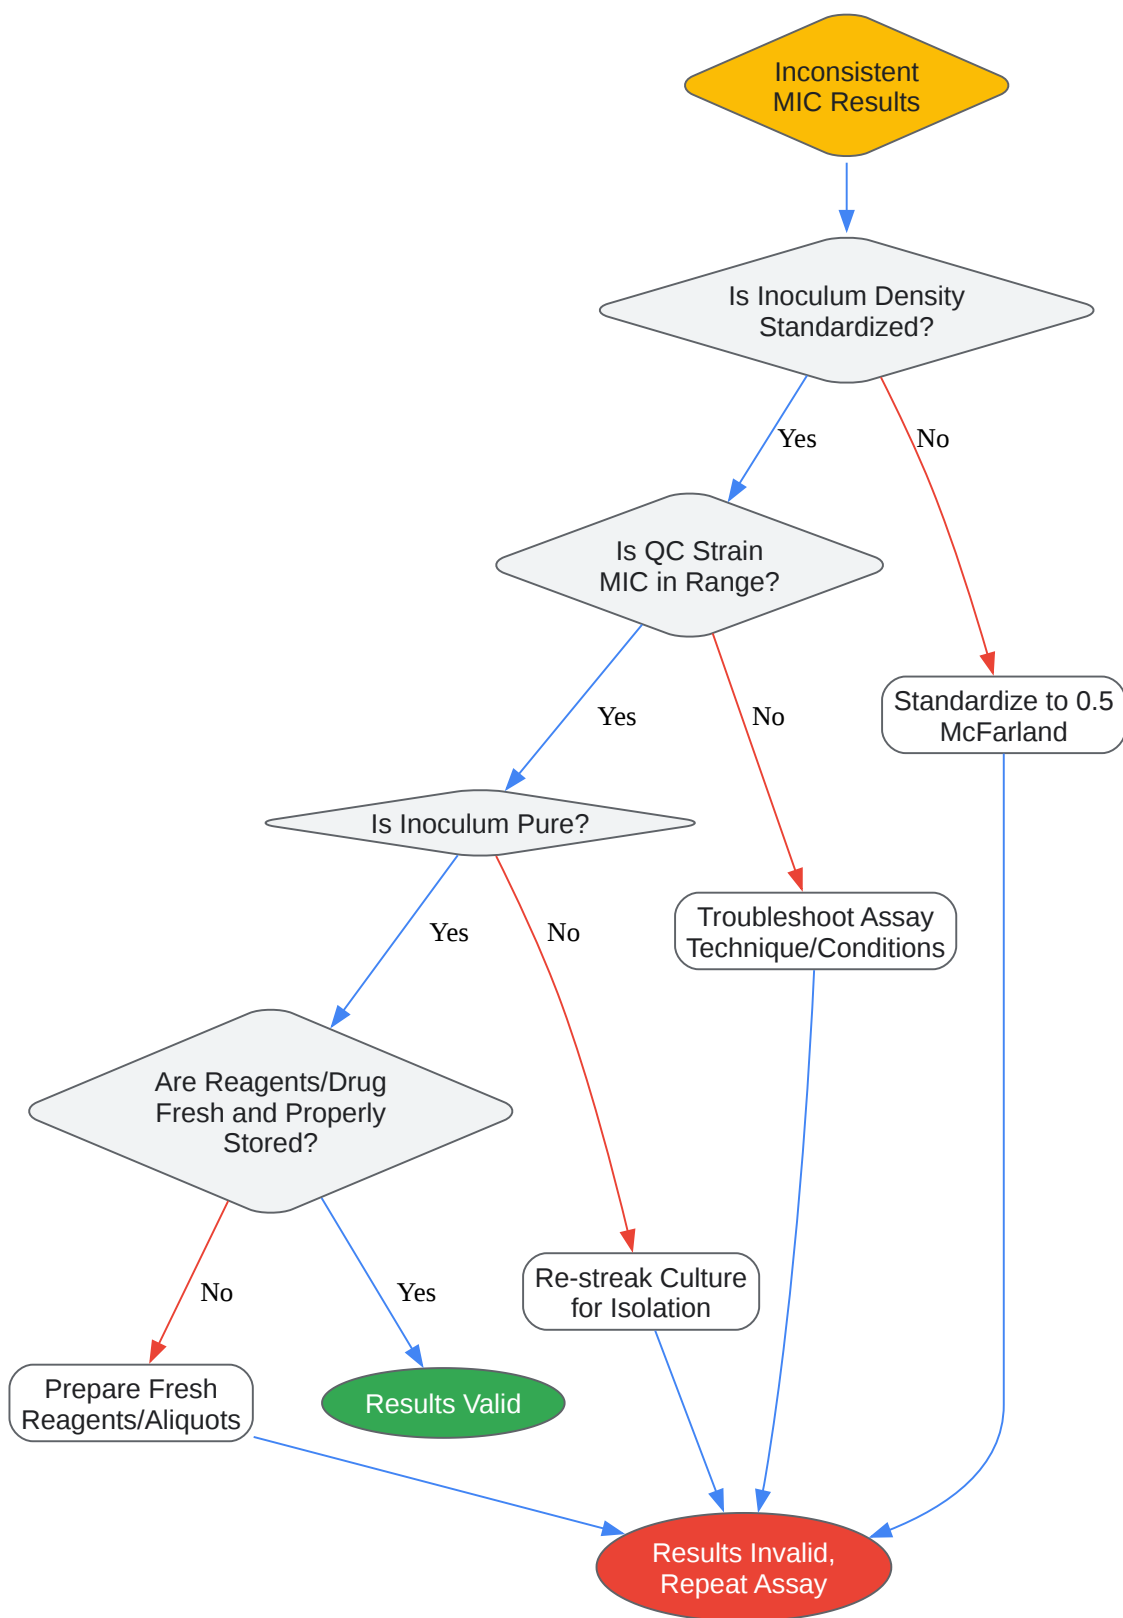 Inconsistent
MIC Results
Is Inoculum Density
Standardized?
Yes
No
Is QC Strain
MIC in Range?
Standardize to 0.5
McFarland
Yes
No
Is Inoculum Pure?
Troubleshoot Assay
Technique/Conditions
Yes
No
Are Reagents/Drug
Fresh and Properly
Stored?
Re-streak Culture
for Isolation
No
Yes
Prepare Fresh
Reagents/Aliquots
Results Valid
Results Invalid,
Repeat Assay